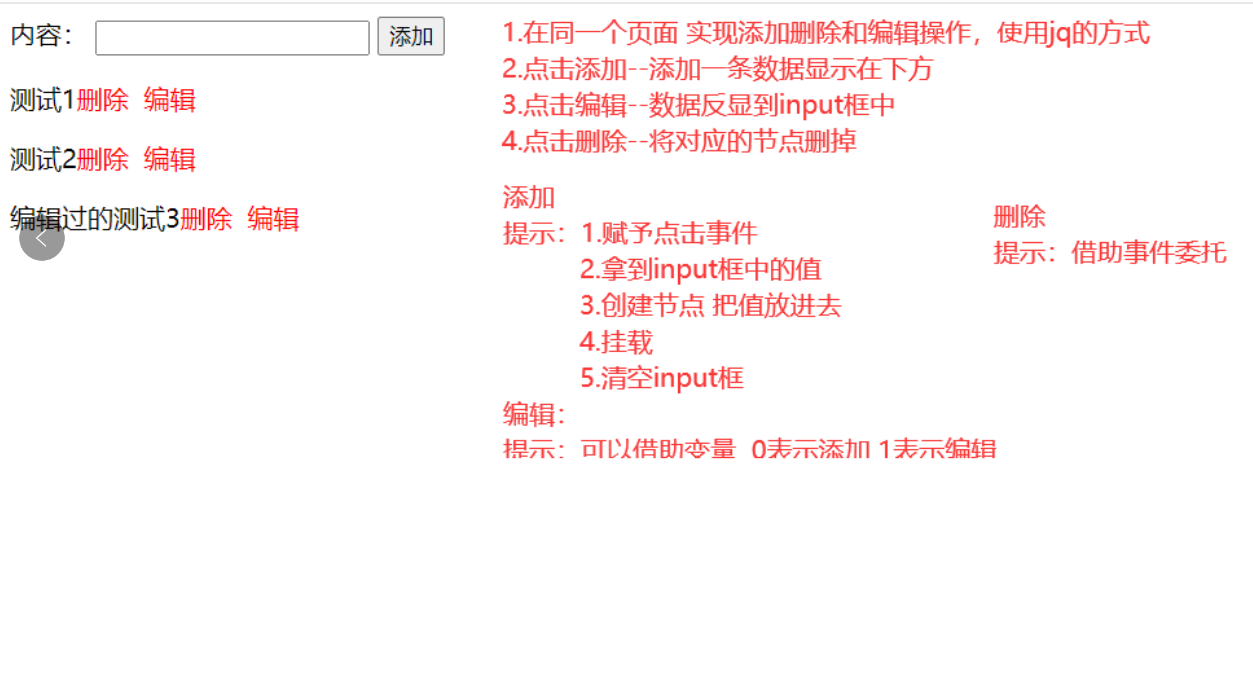 内容： 添加
测试1删除 编辑
测试2删除 编辑
编辑过的测试3删除 编辑
1.在同一个页面 实现添加删除和编辑操作，使用jq的方式
2.点击添加--添加一条数据显示在下方
3.点击编辑--数据反显到input框中
4.点击删除--将对应的节点删掉
添加
提示：1.赋予点击事件
2.拿到input框中的值
3.创建节点 把值放进去
4.挂载
5.清空input框
编辑：
提示：可以借助变量 0表示添加 1表示编辑
删除
提示：借助事件委托